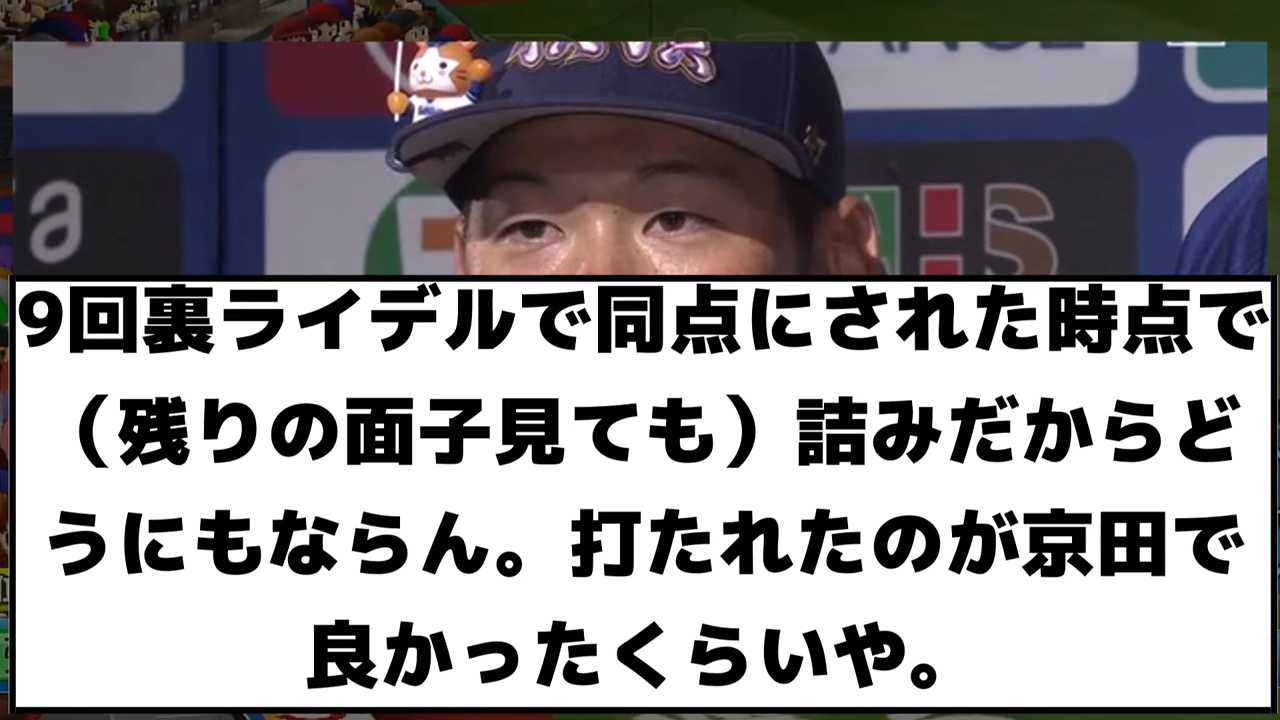 a
S
9回裏ライデルで同点にされた時点で
（残りの面子見ても）詰みだからど
うにもならん。打たれたのが京田で
良かったくらいや。